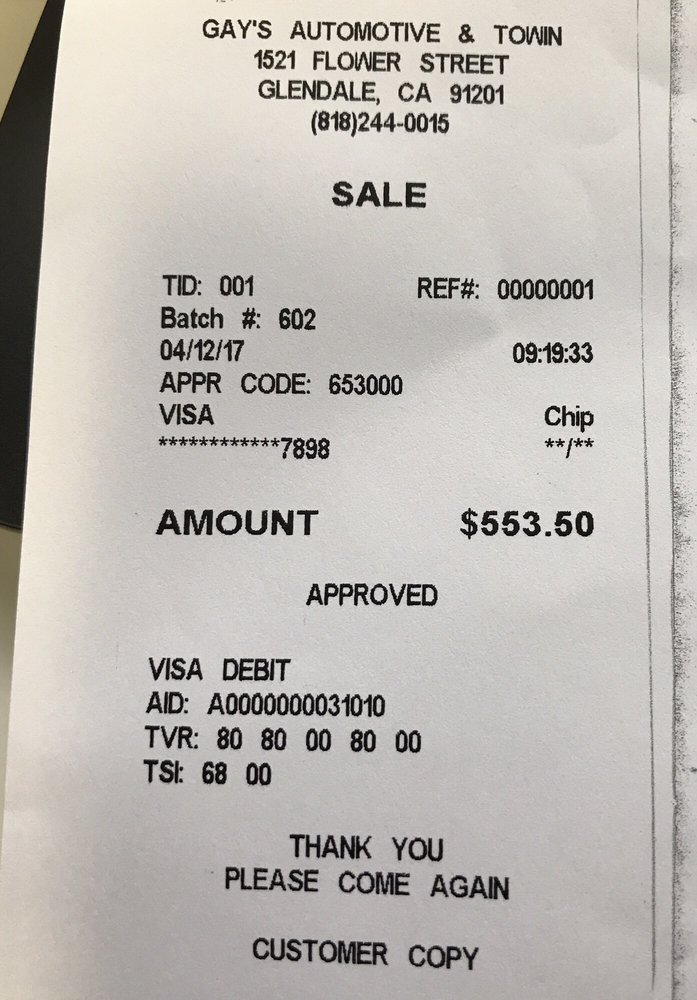 GAY'S AUTOMOTIVE & TOWIN
1521 FLOWER STREET
GLENDALE, CA 91201
(818)244-0015
SALE
TID: 001 REF#: 00000001
Batch #: 602
04/12/17 09:19:33
APPR CODE: 653000
VISA Chip
************7898 **/**
AMOUNT $553.50
APPROVED
VISA DEBIT
AID: A0000000031010
TVR: 80 80 00 80 00
TSI: 68 00
THANK YOU
PLEASE COME AGAIN
CUSTOMER COPY